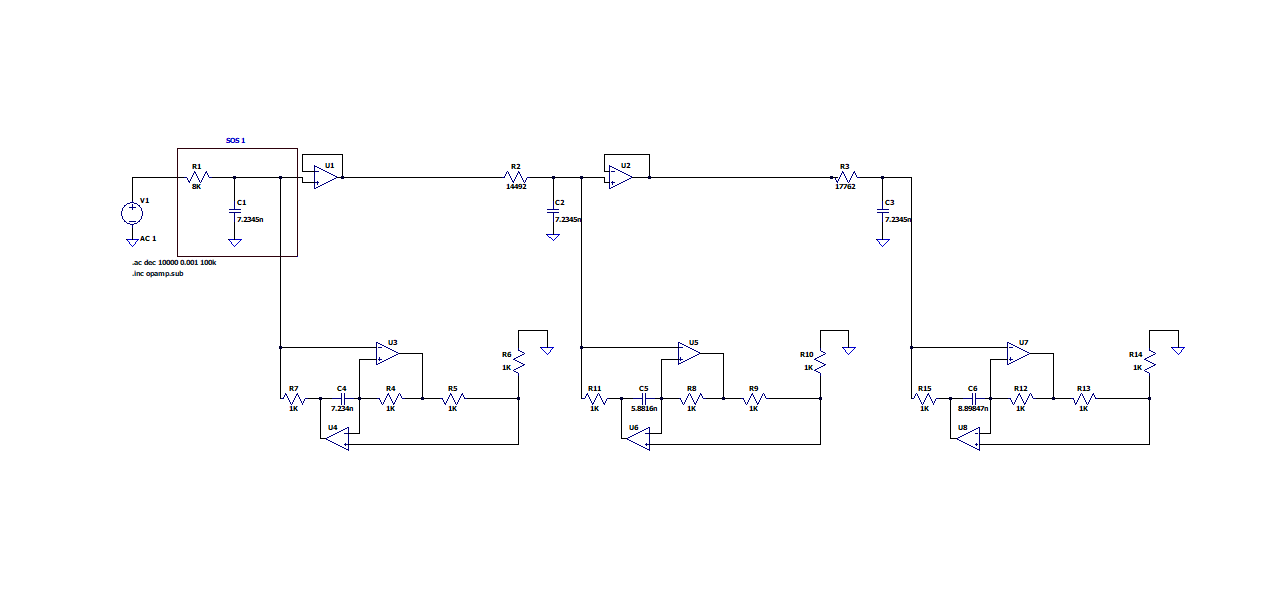 SOS 1
R1
8K
U1
R2
14492
U2
R3
17762
V1
AC 1
C1
7.2345n
C2
7.2345n
C3
7.2345n
.ac dec 10000 0.001 100k
.inc opamp.sub
U3
R6
1K
U5
R10
1K
U7
R14
1K
R7
1K
C4
7.234n
R4
1K
R5
1K
R11
1K
C5
5.8816n
R8
1K
R9
1K
R15
1K
C6
8.89847n
R12
1K
R13
1K
U4
U6
U8